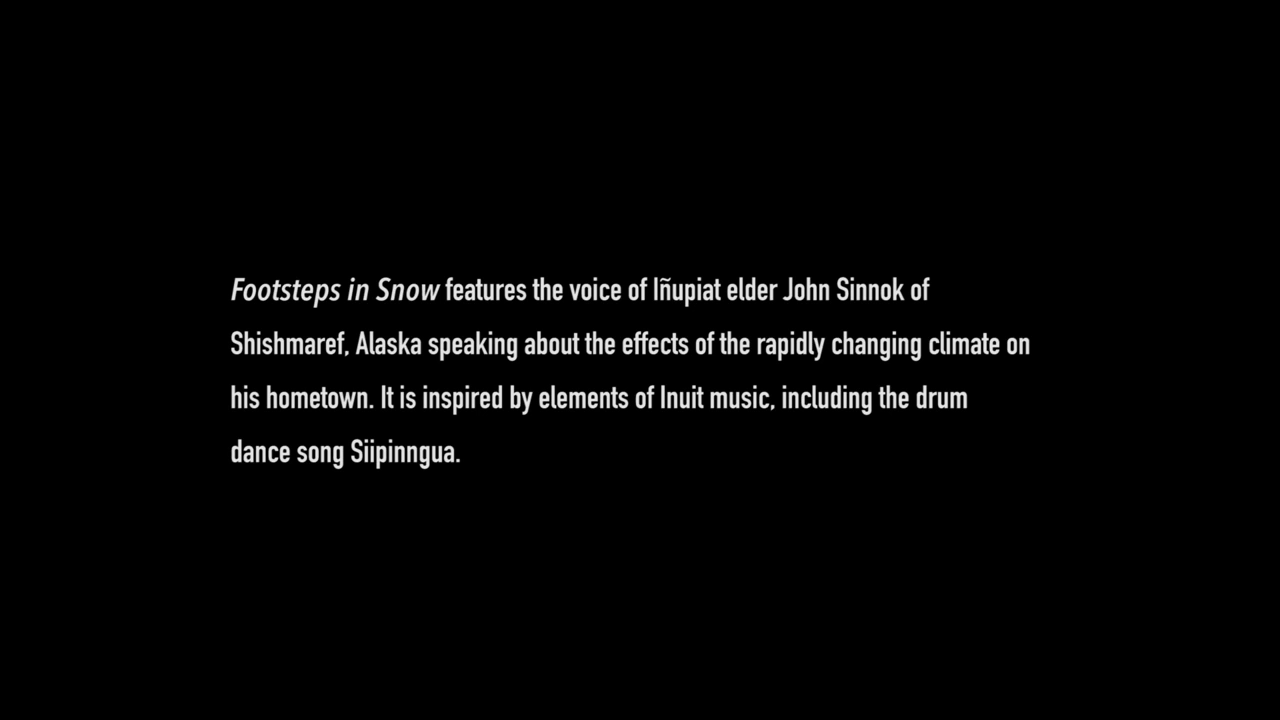 Footsteps in Snow features the voice of Iñupiat elder John Sinnok of
Shishmaref, Alaska speaking about the effects of the rapidly changing climate on
his hometown. It is inspired by elements of Inuit music, including the drum
dance song Siipinngua.